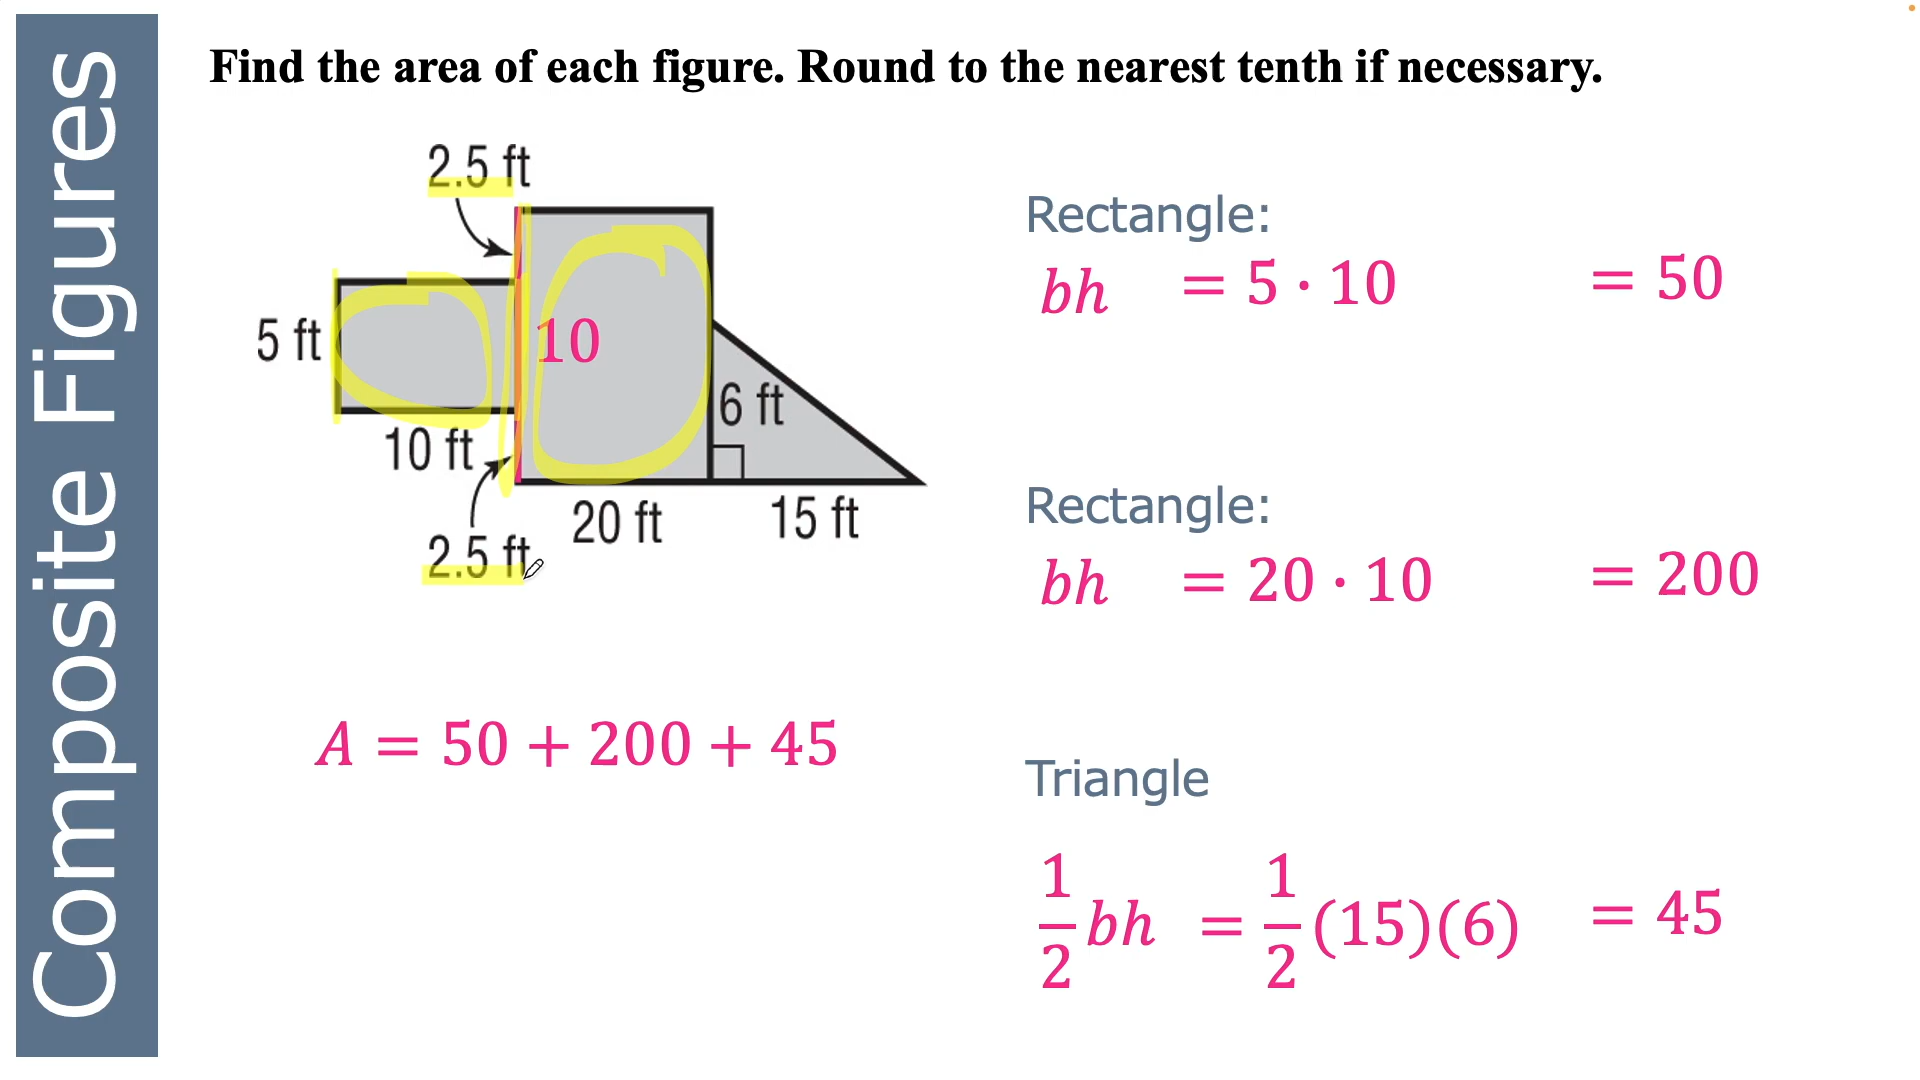 Composite Figures
Find the area of each figure. Round to the nearest tenth if necessary.
2.5 ft
5 ft
10
6 ft
10 ft
20 ft
15 ft
2.5 ft
A = 50 + 200 + 45
Rectangle:
bh = 5 · 10 = 50
Rectangle:
bh = 20 · 10 = 200
Triangle
1/2 bh = 1/2 (15)(6) = 45